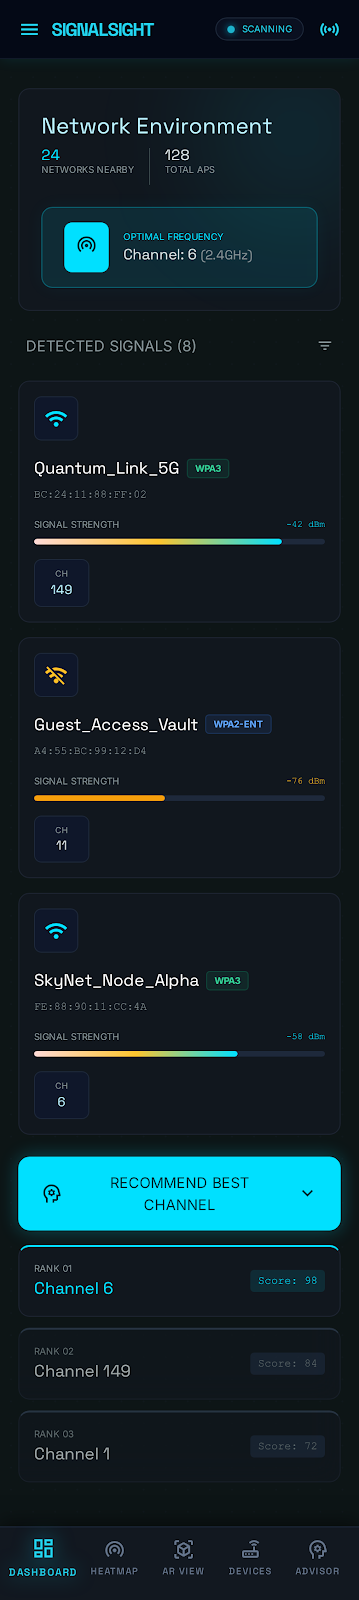 SIGNALSIGHT
SCANNING
Network Environment
24
NETWORKS NEARBY
128
TOTAL APS
OPTIMAL FREQUENCY
Channel: 6 (2.4GHz)
DETECTED SIGNALS (8)
Quantum_Link_5G WPA3
BC:24:11:88:FF:02
SIGNAL STRENGTH -42 dBm
CH
149
Guest_Access_Vault WPA2-ENT
A4:55:BC:99:12:D4
SIGNAL STRENGTH -76 dBm
CH
11
SkyNet_Node_Alpha WPA3
FE:88:90:11:CC:4A
SIGNAL STRENGTH -58 dBm
CH
6
RECOMMEND BEST
CHANNEL
RANK 01
Channel 6
Score: 98
RANK 02
Channel 149
Score: 84
RANK 03
Channel 1
Score: 72
DASHBOARD HEATMAP AR VIEW DEVICES ADVISOR